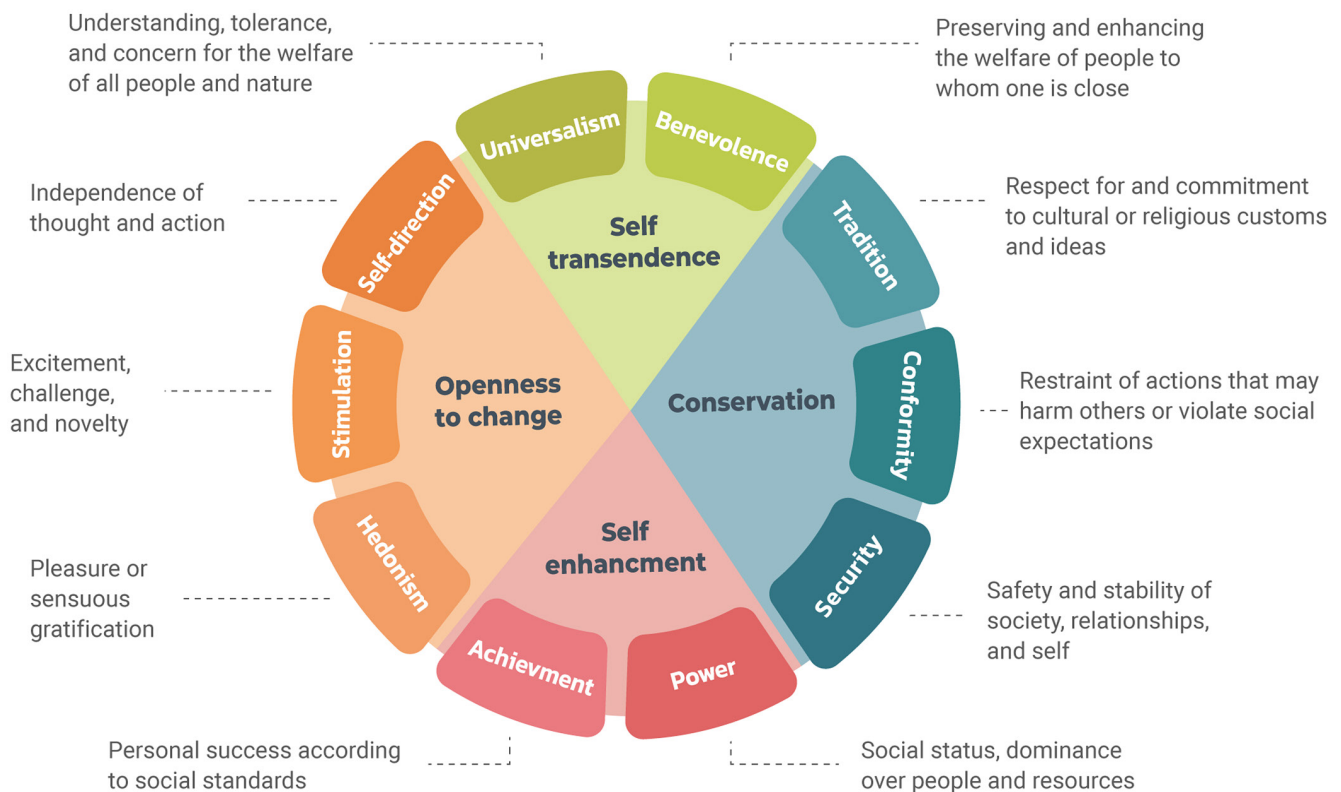 Understanding, tolerance,
and concern for the welfare
of all people and nature
Preserving and enhancing
the welfare of people to
whom one is close
Universalism
Benevolence
Independence of
thought and action
Self-direction
Self
transendence
Tradition
Respect for and commitment
to cultural or religious customs
and ideas
Excitement,
challenge,
and novelty
Stimulation
Openness
to change
Conservation
Conformity
Restraint of actions that may
harm others or violate social
expectations
Pleasure or
sensuous
gratification
Hedonism
Self
enhancment
Security
Safety and stability of
society, relationships,
and self
Achievment
Power
Personal success according
to social standards
Social status, dominance
over people and resources